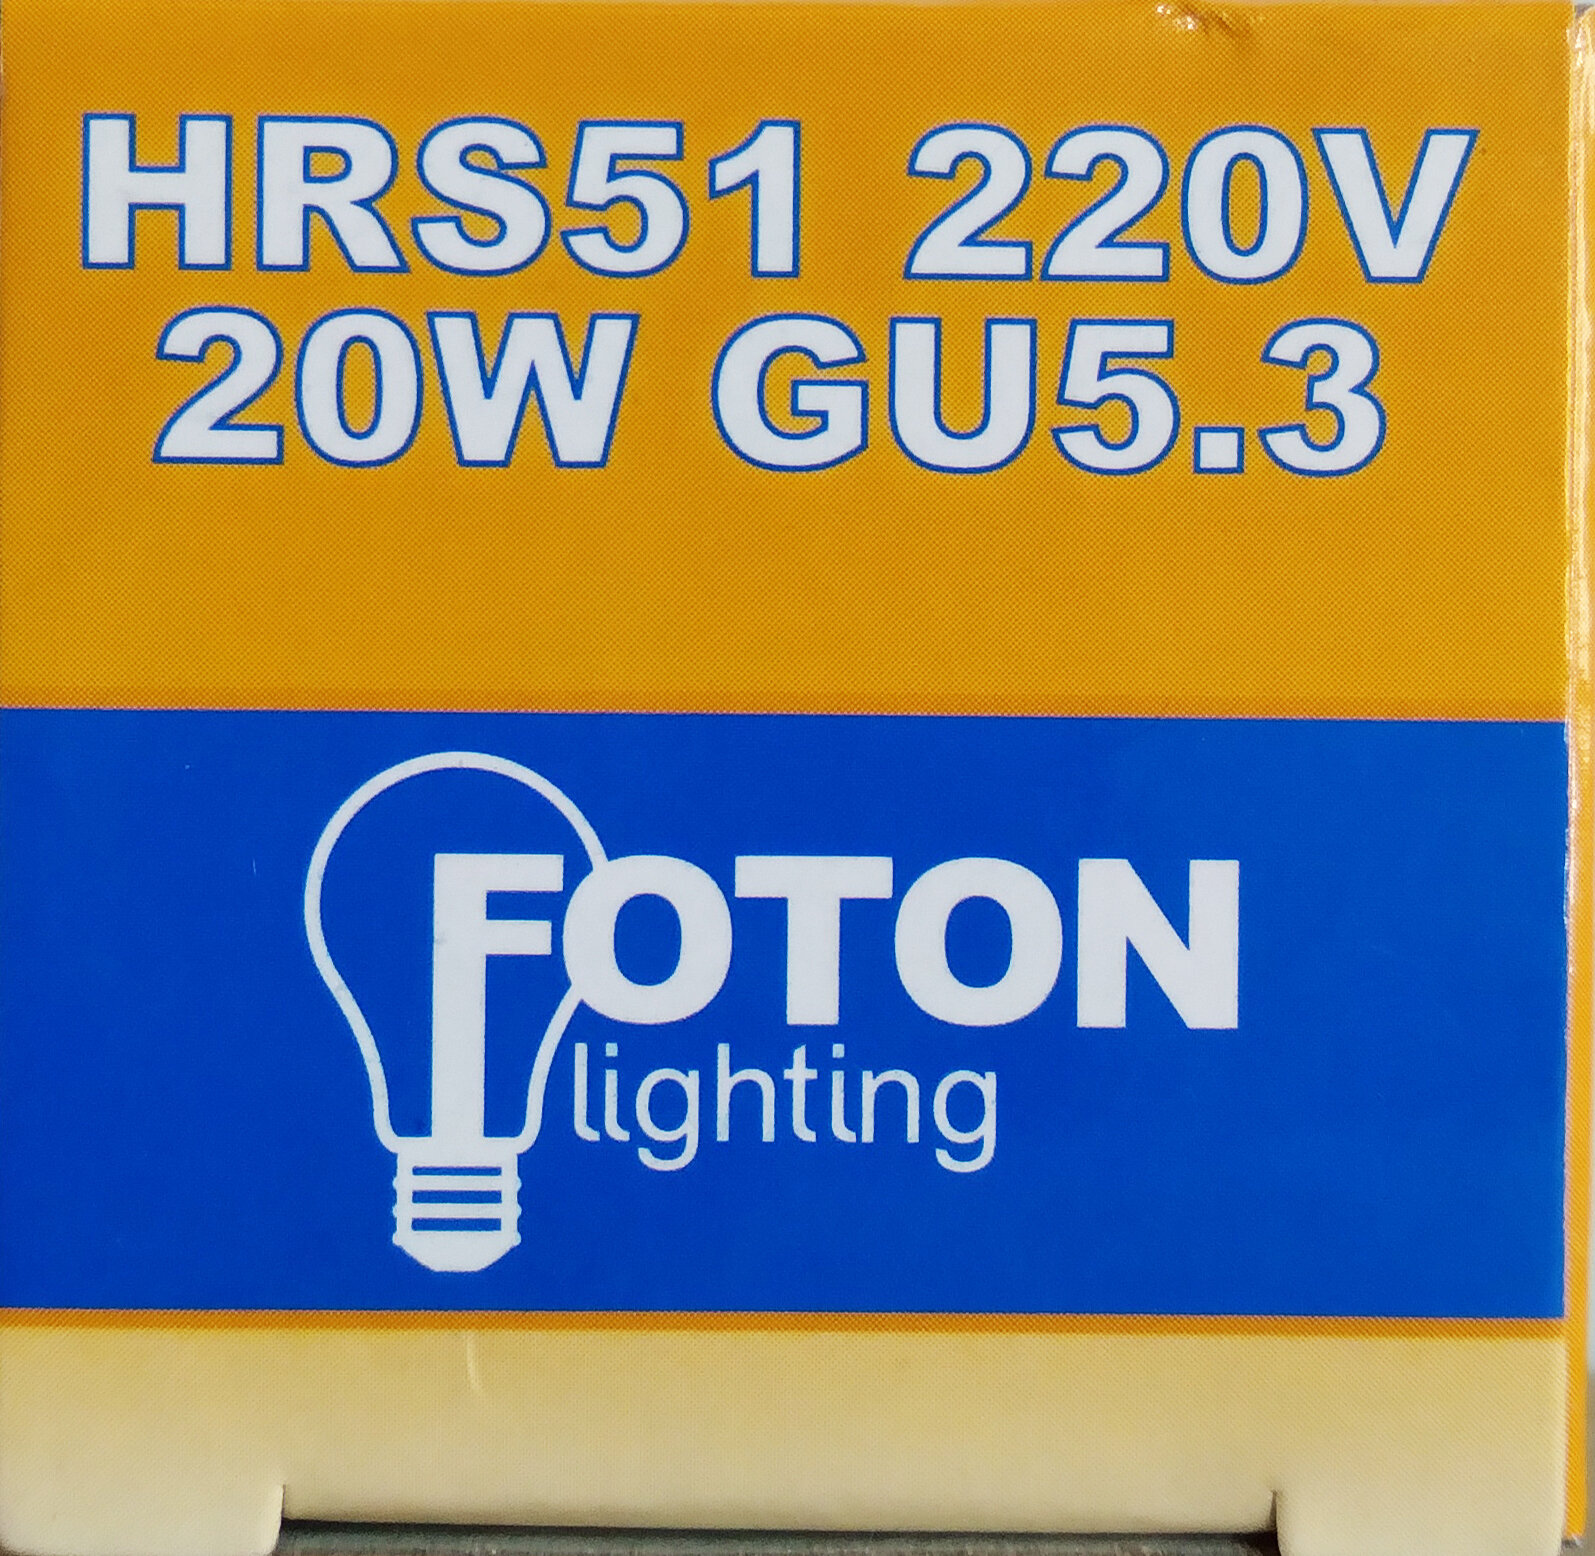 HRS51 220V
20W GU5.3
FOTON
lighting